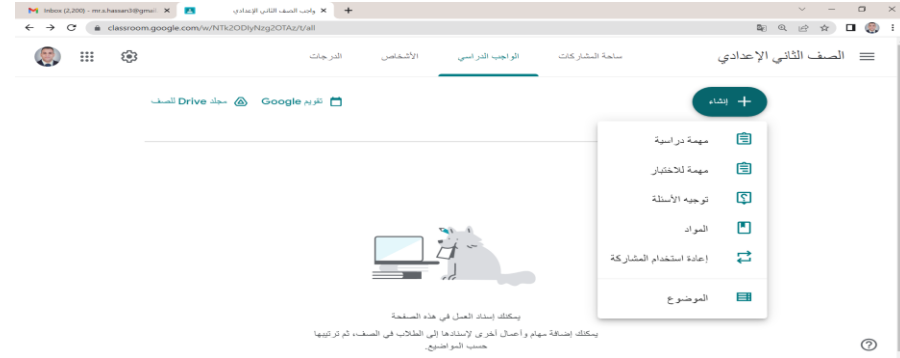 Inbox (2,200) - mr.s.hassan3@gmail
واجب الصف الثاني الإعدادي
classroom.google.com/w/NTk2ODIyNzg2OTAz/t/all
الصف الثاني الإعدادي
ساحة المشاركات
الواجب الدراسي
الأشخاص
الدرجات
إنشاء
تقويم Google
مجلد Drive للصف
مهمة دراسية
مهمة للاختبار
توجيه الأسئلة
المواد
إعادة استخدام المشاركة
الموضوع
يمكنك إسناد العمل في هذه الصفحة
يمكنك إضافة مهام وأعمال أخرى لإسنادها إلى الطلاب في الصف، ثم ترتيبها
حسب المواضيع.